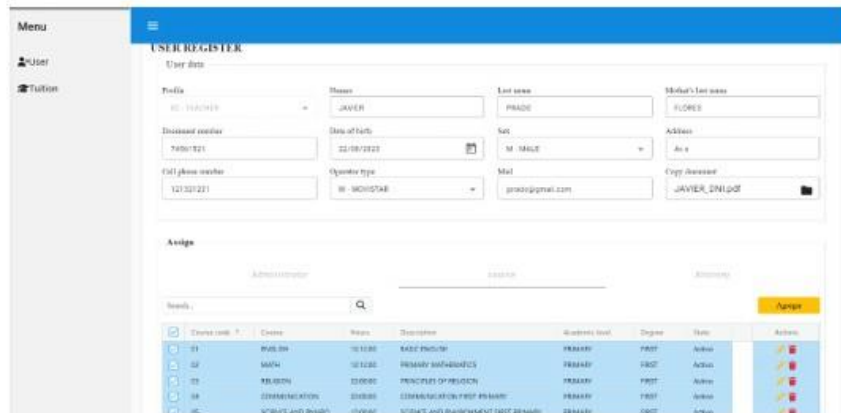 Menu
USER REGISTER
User
User data
Tuition
Profile Names Last name Mother's last name
02 - TEACHER JAVIER PRADO FLORES
Document number Date of birth Sex Address
22/08/2023 M - MALE
Cell phone number Operator type Mail Copy document
M - MOVISTAR prado@gmail.com JAVIER_DNI.pdf
Assign
Administrator Attorney
Search... Assign
Course code Course Hours Description Academic level Degree State Actions
01 ENGLISH BASIC ENGLISH PRIMARY FIRST Active
02 MATH PRIMARY MATHEMATICS PRIMARY FIRST Active
03 RELIGION PRINCIPLES OF RELIGION PRIMARY FIRST Active
04 COMMUNICATION COMMUNICATION FIRST PRIMARY PRIMARY FIRST Active
05 SCIENCE AND SCIENCE AND ENVIRONMENT FIRST PRIMARY PRIMARY FIRST Active